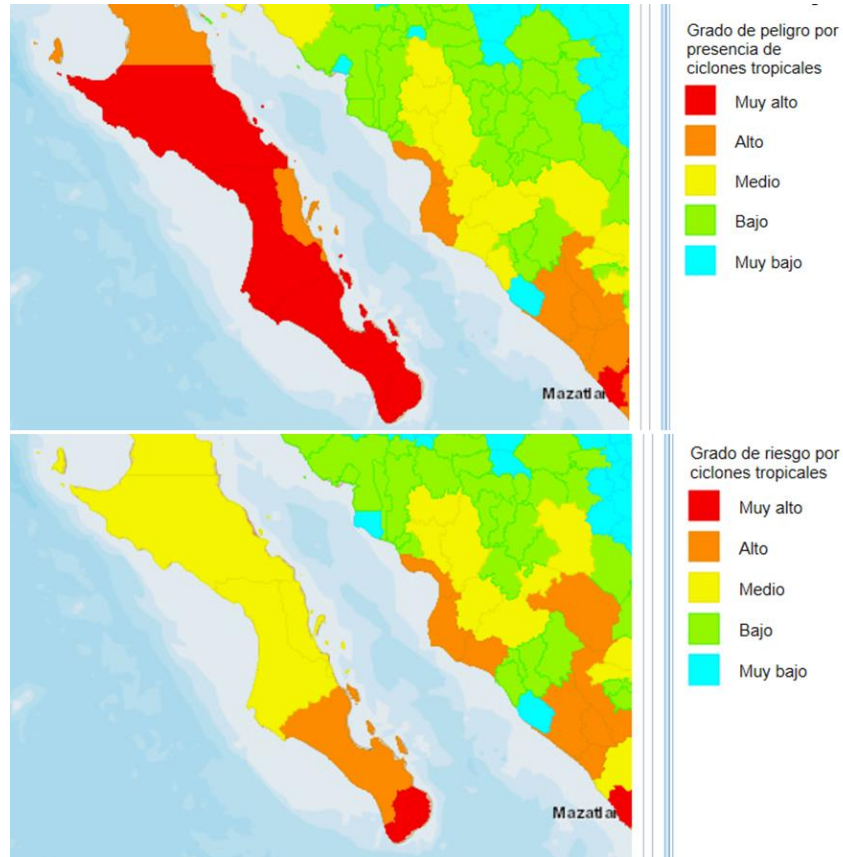 Grado de peligro por
presencia de
ciclones tropicales
Muy alto
Alto
Medio
Bajo
Muy bajo
Mazatlan
Grado de riesgo por
ciclones tropicales
Muy alto
Alto
Medio
Bajo
Muy bajo
Mazatlan